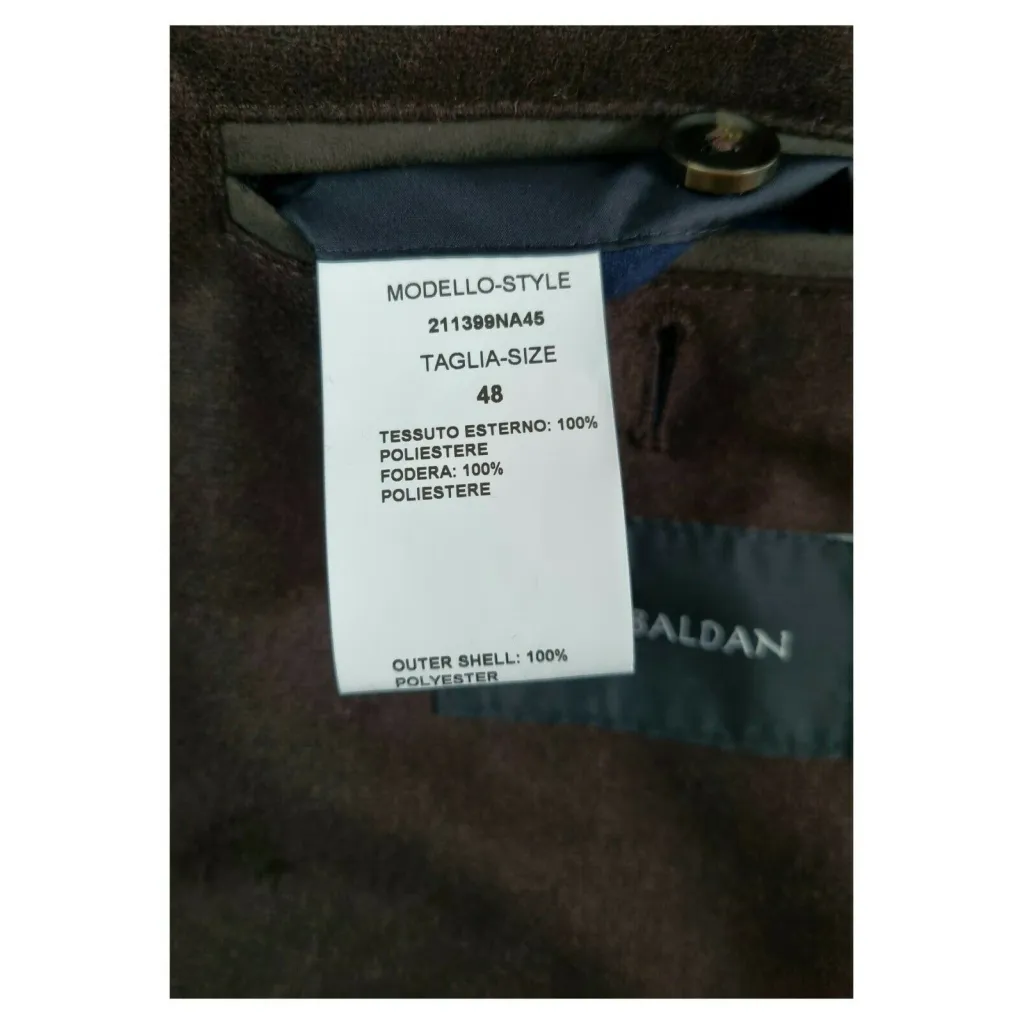 MODELLO-STYLE
211399NA45
TAGLIA-SIZE
48
TESSUTO ESTERNO: 100%
POLIESTERE
FODERA: 100%
POLIESTERE
OUTER SHELL: 100%
POLYESTER
BALDAN